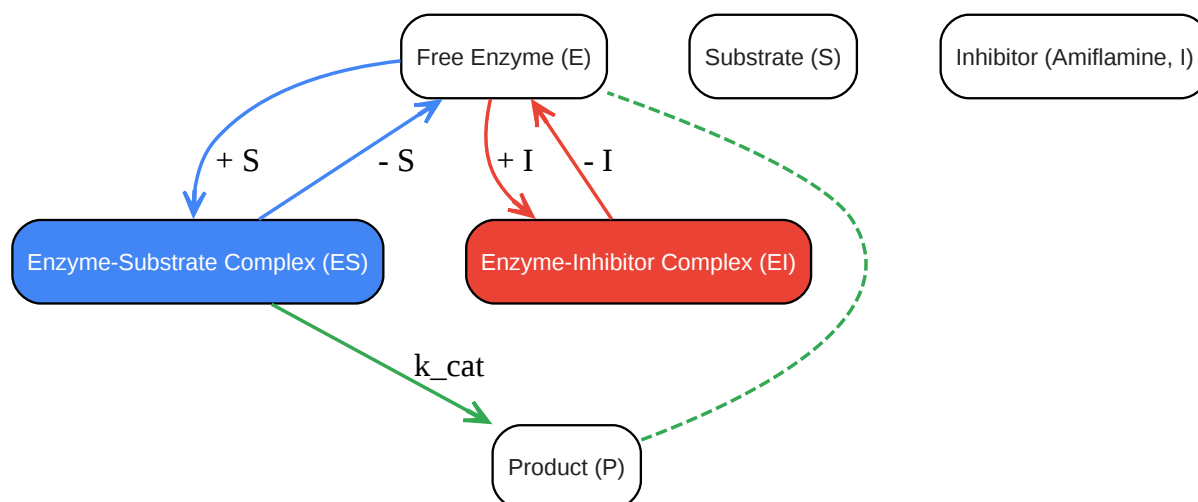 Free Enzyme (E)
Substrate (S)
Inhibitor (Amiflamine, I)
+ S
- S
+ I
- I
Enzyme-Substrate Complex (ES)
Enzyme-Inhibitor Complex (EI)
k_cat
Product (P)